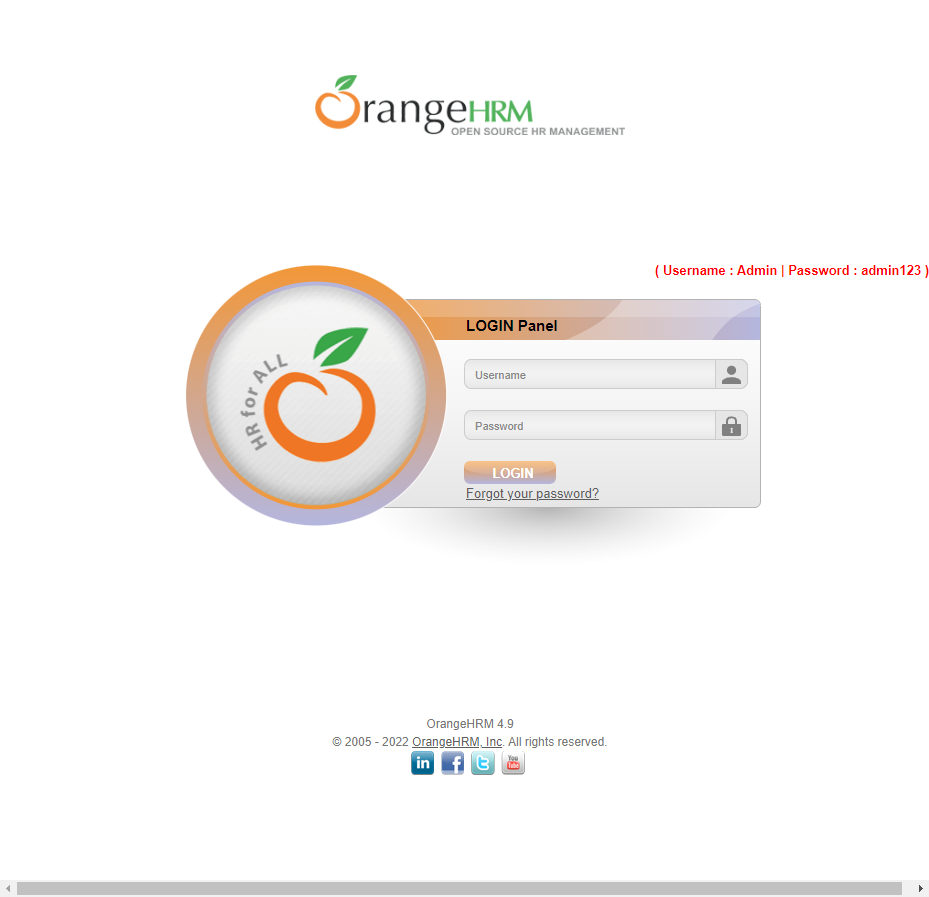 OrangeHRM
OPEN SOURCE HR MANAGEMENT
( Username : Admin | Password : admin123 )
HR for ALL
LOGIN Panel
Username
Password
LOGIN
Forgot your password?
OrangeHRM 4.9
© 2005 - 2022 OrangeHRM, Inc. All rights reserved.
in f t You Tube